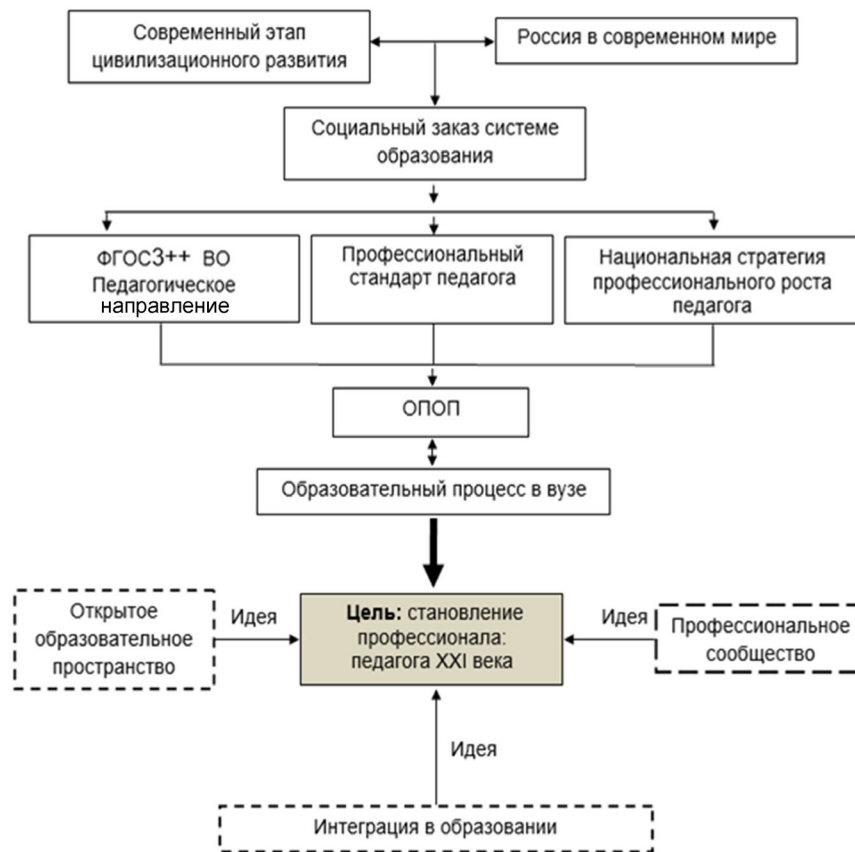 Современный этап
цивилизационного развития
Россия в современном мире
Социальный заказ системе
образования
ФГОС3++ ВО
Педагогическое
направление
Профессиональный
стандарт педагога
Национальная стратегия
профессионального роста
педагога
ОПОП
Образовательный процесс в вузе
Открытое
образовательное
пространство
Идея
Цель: становление
профессионала:
педагога XXI века
Идея
Профессиональное
сообщество
Идея
Интеграция в образовании